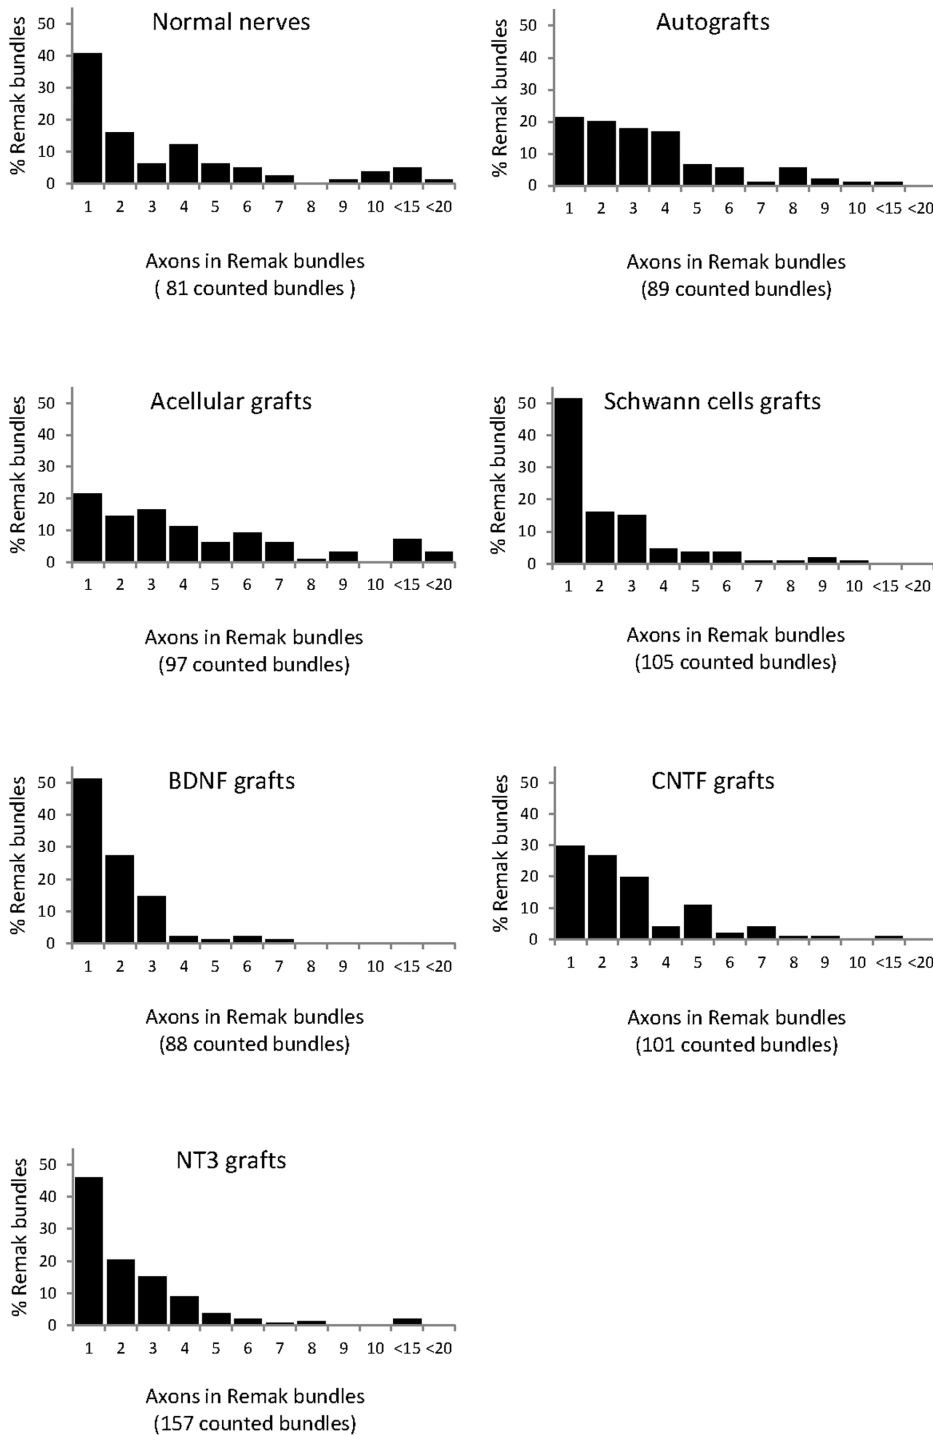 Normal nerves
% Remak bundles
50
40
30
20
10
0
1 2 3 4 5 6 7 8 9 10 <15 <20
Axons in Remak bundles
( 81 counted bundles )
Autografts
% Remak bundles
50
40
30
20
10
0
1 2 3 4 5 6 7 8 9 10 <15 <20
Axons in Remak bundles
(89 counted bundles)
Acellular grafts
% Remak bundles
50
40
30
20
10
0
1 2 3 4 5 6 7 8 9 10 <15 <20
Axons in Remak bundles
(97 counted bundles)
Schwann cells grafts
% Remak bundles
50
40
30
20
10
0
1 2 3 4 5 6 7 8 9 10 <15 <20
Axons in Remak bundles
(105 counted bundles)
BDNF grafts
% Remak bundles
50
40
30
20
10
0
1 2 3 4 5 6 7 8 9 10 <15 <20
Axons in Remak bundles
(88 counted bundles)
CNTF grafts
% Remak bundles
50
40
30
20
10
0
1 2 3 4 5 6 7 8 9 10 <15 <20
Axons in Remak bundles
(101 counted bundles)
NT3 grafts
% Remak bundles
50
40
30
20
10
0
1 2 3 4 5 6 7 8 9 10 <15 <20
Axons in Remak bundles
(157 counted bundles)